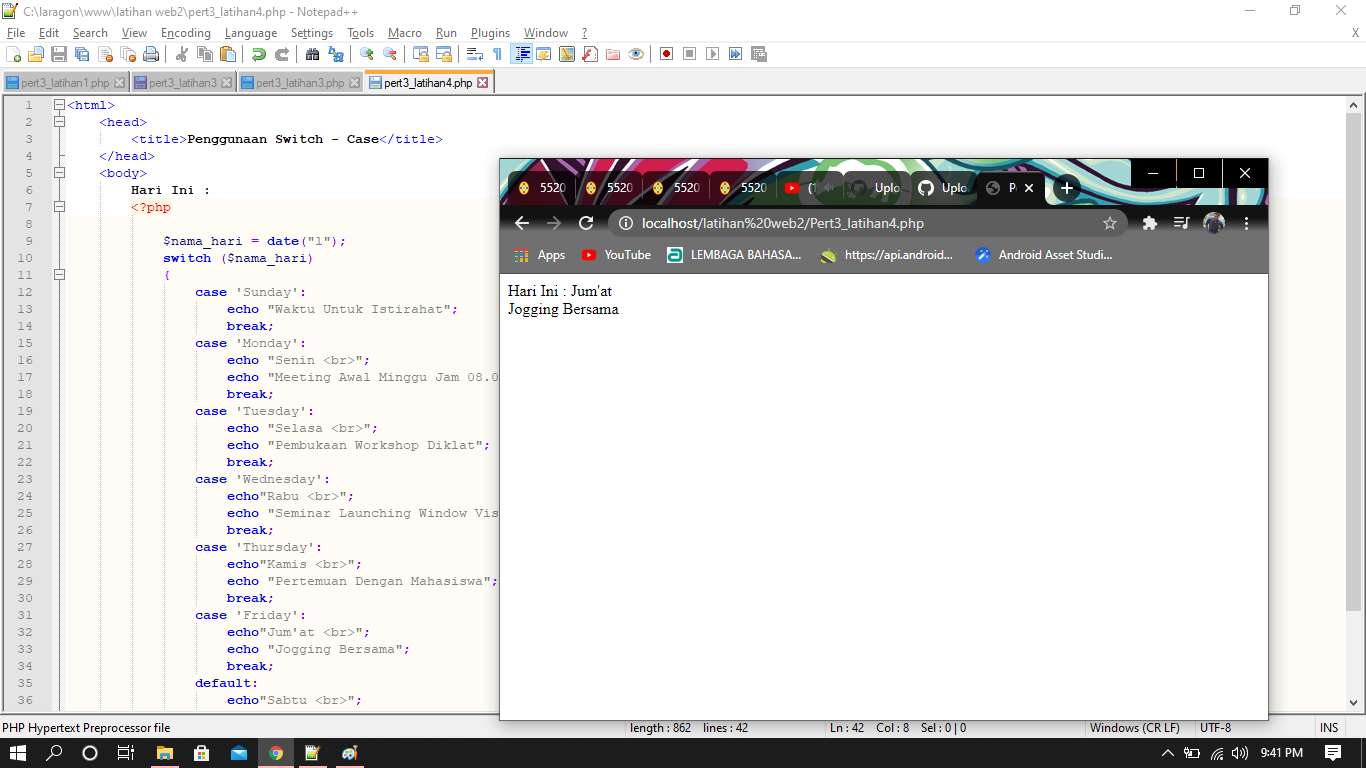 C:\laragon\www\latihan web2\pert3_latihan4.php - Notepad++
File Edit Search View Encoding Language Settings Tools Macro Run Plugins Window ? X
pert3_latihan1.php pert3_latihan3 pert3_latihan3.php pert3_latihan4.php
1 <html>
2 <head>
3 <title>Penggunaan Switch - Case</title>
4 </head>
5 <body>
6 Hari Ini :
7 <?php
8
9 $nama_hari = date("l");
10 switch ($nama_hari)
11 {
12 case 'Sunday':
13 echo "Waktu Untuk Istirahat";
14 break;
15 case 'Monday':
16 echo "Senin <br>";
17 echo "Meeting Awal Minggu Jam 08.0
18 break;
19 case 'Tuesday':
20 echo "Selasa <br>";
21 echo "Pembukaan Workshop Diklat";
22 break;
23 case 'Wednesday':
24 echo"Rabu <br>";
25 echo "Seminar Launching Window Vis
26 break;
27 case 'Thursday':
28 echo"Kamis <br>";
29 echo "Pertemuan Dengan Mahasiswa";
30 break;
31 case 'Friday':
32 echo"Jum'at <br>";
33 echo "Jogging Bersama";
34 break;
35 default:
36 echo"Sabtu <br>";
5520 5520 5520 5520 (1 Uplo Uplo P
localhost/latihan%20web2/Pert3_latihan4.php
Apps YouTube LEMBAGA BAHASA... https://api.android... Android Asset Studi...
Hari Ini : Jum'at
Jogging Bersama
PHP Hypertext Preprocessor file length : 862 lines : 42 Ln : 42 Col : 8 Sel : 0 | 0 Windows (CR LF) UTF-8 INS
9:41 PM